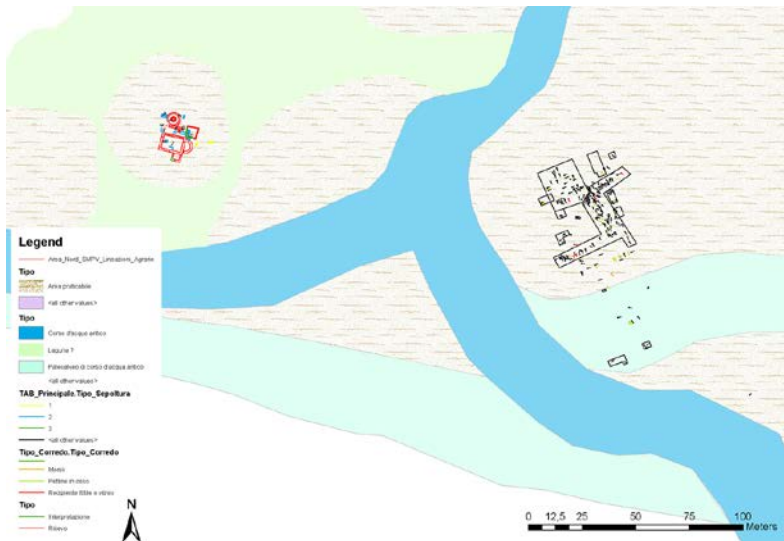 Legend
Area_Nord_SMPV_Limitazioni_Agrarie
Tipo
Area praticabile
<all other values>
Tipo
Corso d'acqua antico
Laguna ?
Paleoalveo di corso d'acqua antico
<all other values>
TAB_Principale.Tipo_Sepoltura
1
2
3
<all other values>
Tipo_Corredo.Tipo_Corredo
Pettine in osso
Recipiente fittile o vitreo
Tipo
Interpretazione
Rilievo
N
0 12,5 25 50 75 100
Meters